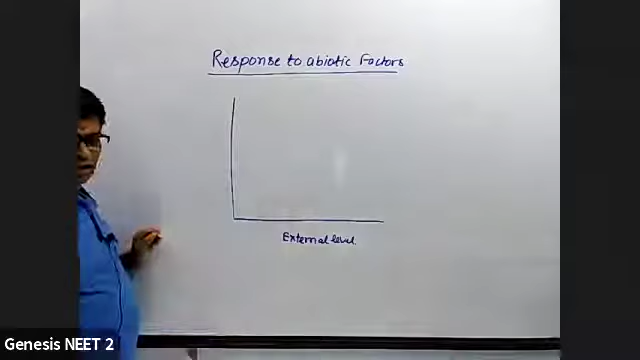 Response to abiotic Factors
External level.
Genesis NEET 2